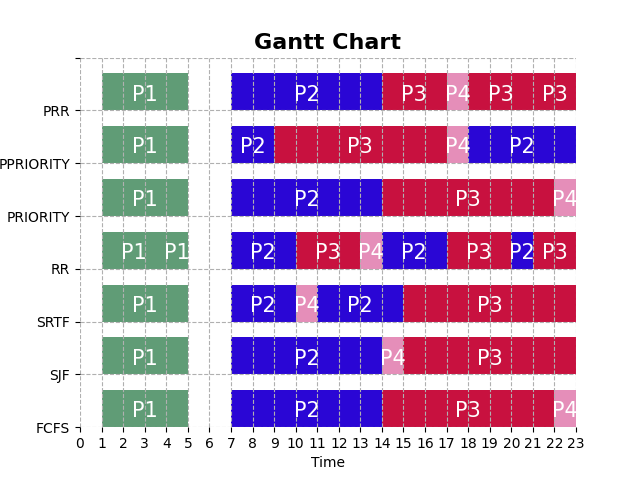 Gantt Chart
P1 P2 P3 P4 P3 P3
PRR
P1 P2 P3 P4 P2
PPRIORITY
P1 P2 P3 P4
PRIORITY
P1 P1 P2 P3 P4 P2 P3 P2 P3
RR
P1 P2 P4 P2 P3
SRTF
P1 P2 P4 P3
SJF
P1 P2 P3 P4
FCFS
0 1 2 3 4 5 6 7 8 9 10 11 12 13 14 15 16 17 18 19 20 21 22 23
Time